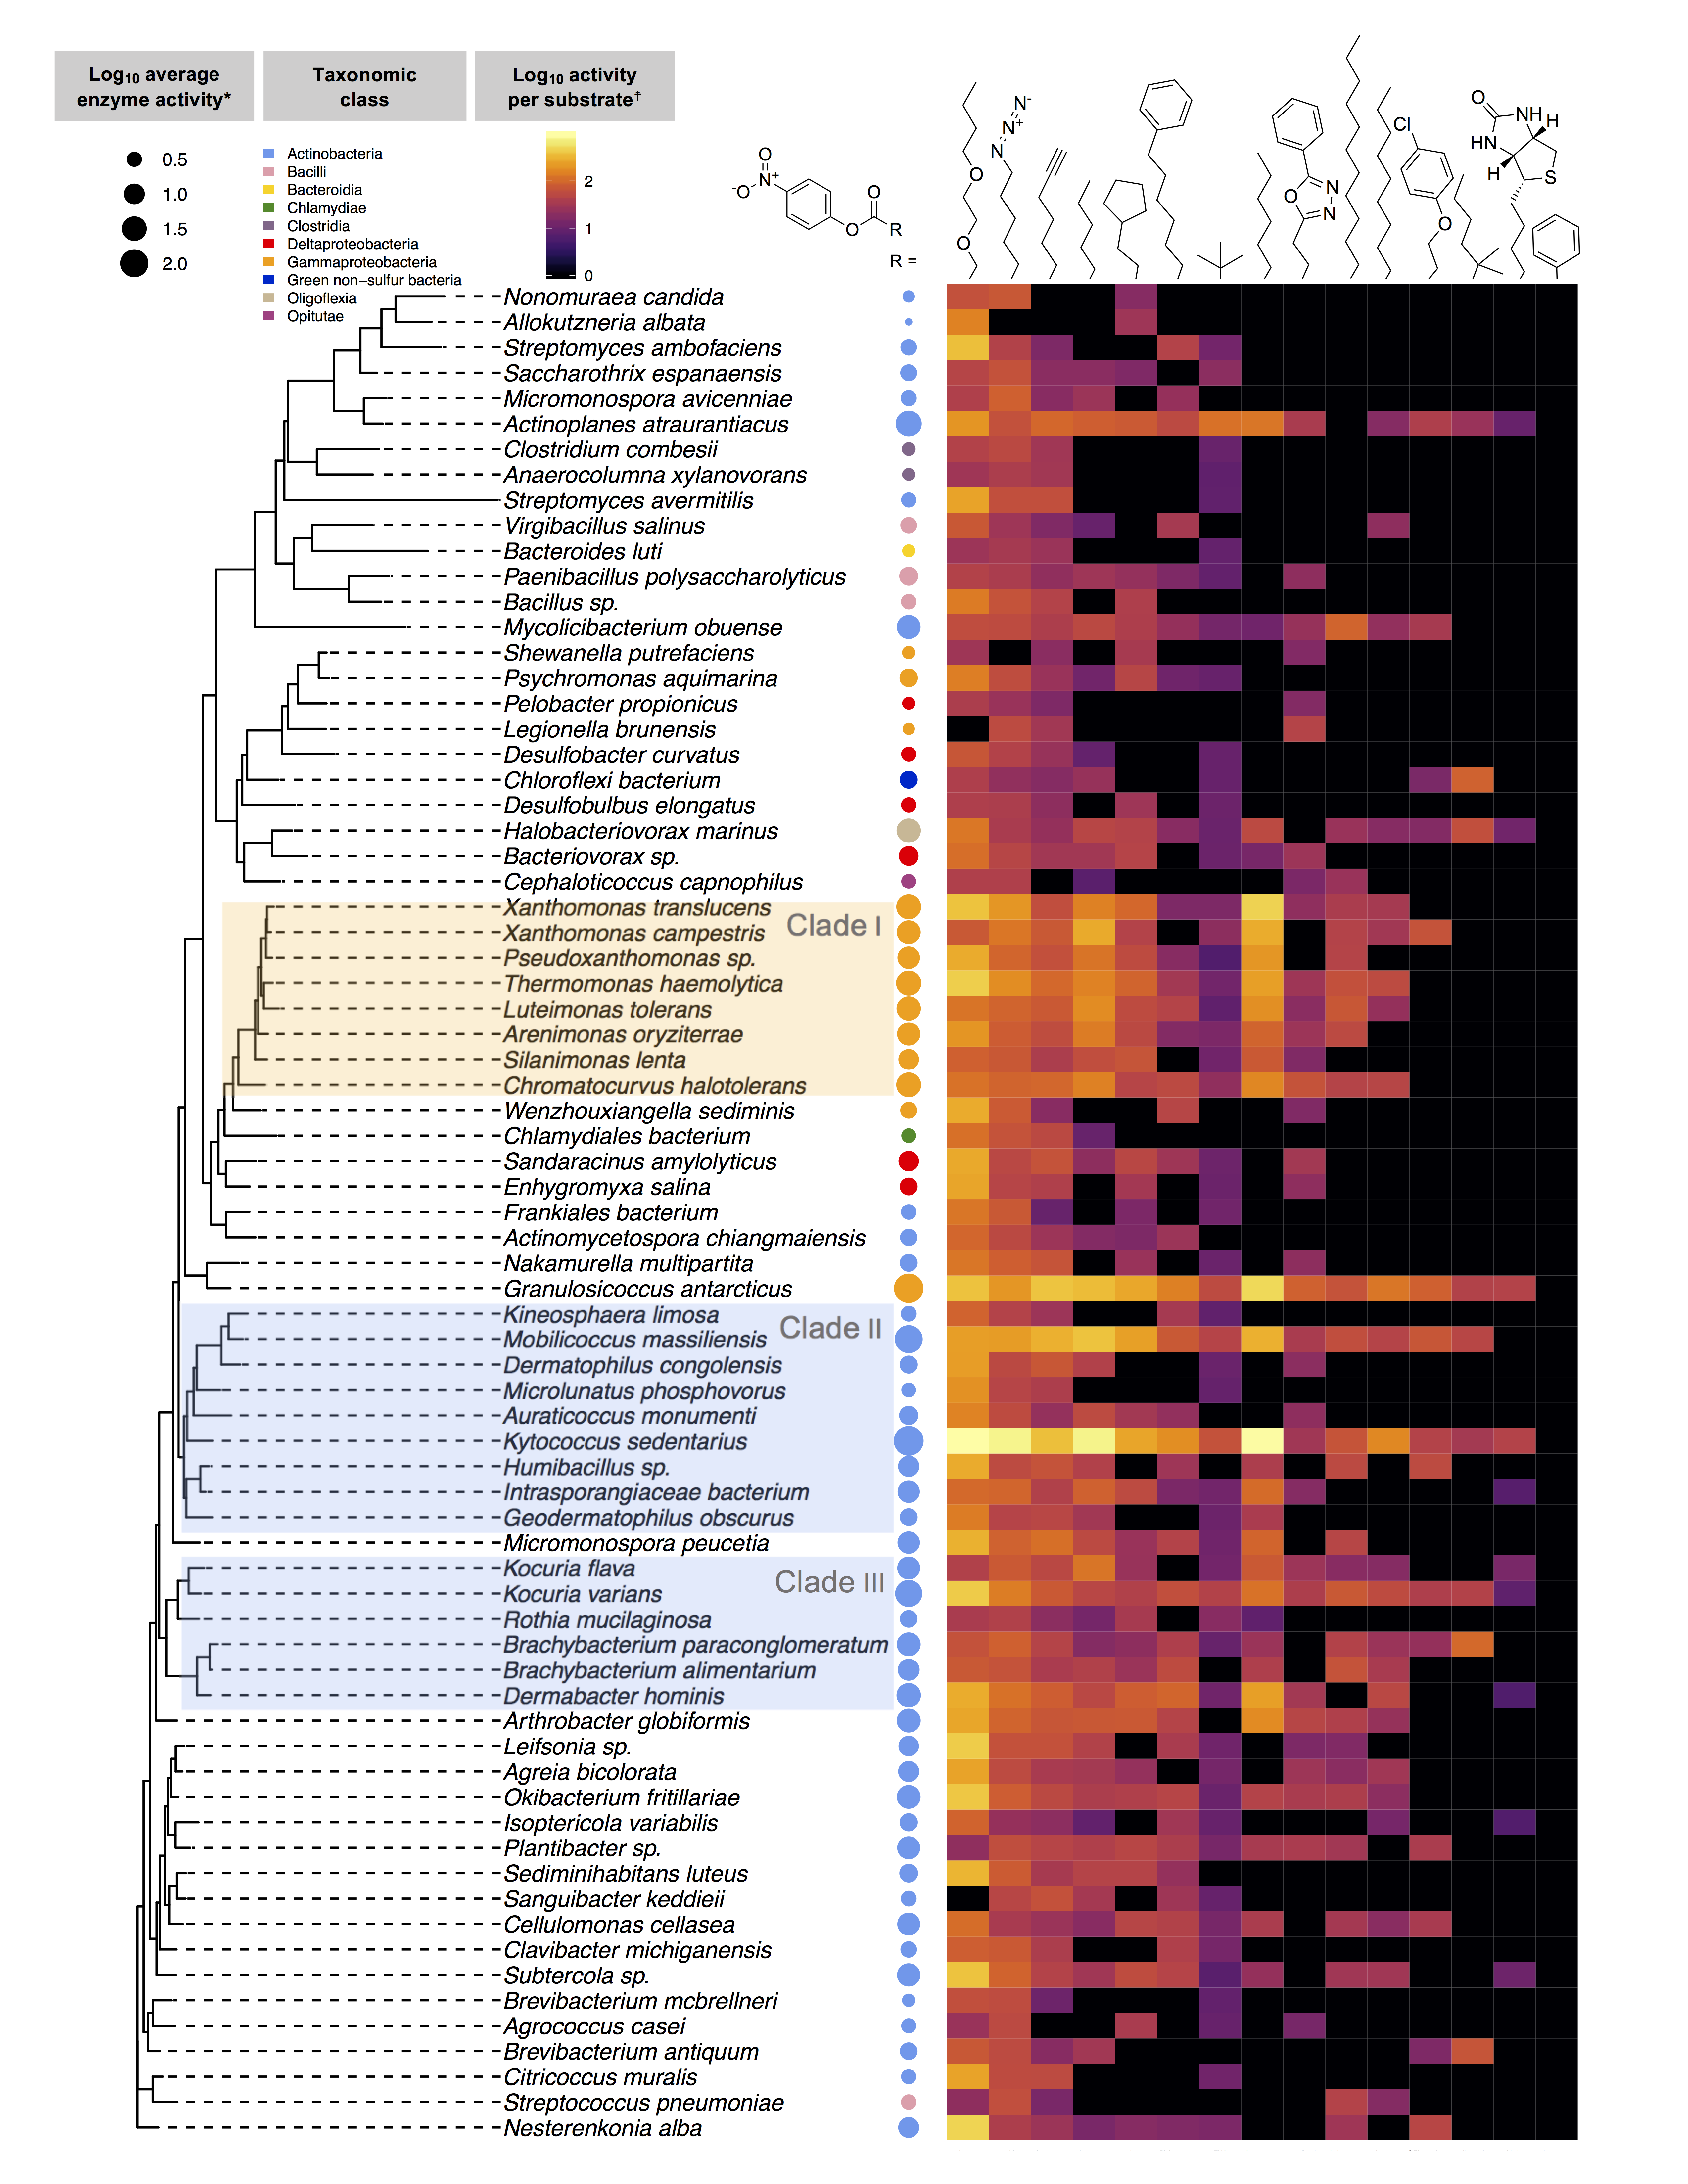 Log10 average
enzyme activity*
Taxonomic
class
Log10 activity
per substrate†
0.5
1.0
1.5
2.0
Actinobacteria
Bacilli
Bacteroidia
Chlamydiae
Clostridia
Deltaproteobacteria
Gammaproteobacteria
Green non−sulfur bacteria
Oligoflexia
Opitutae
2
1
0
O
N+
-O
O
O
R
R =
O
O
N-
N+
N
O
N
N
Cl
O
O
NH
H
HN
H
S
Nonomuraea candida
Allokutzneria albata
Streptomyces ambofaciens
Saccharothrix espanaensis
Micromonospora avicenniae
Actinoplanes atraurantiacus
Clostridium combesii
Anaerocolumna xylanovorans
Streptomyces avermitilis
Virgibacillus salinus
Bacteroides luti
Paenibacillus polysaccharolyticus
Bacillus sp.
Mycolicibacterium obuense
Shewanella putrefaciens
Psychromonas aquimarina
Pelobacter propionicus
Legionella brunensis
Desulfobacter curvatus
Chloroflexi bacterium
Desulfobulbus elongatus
Halobacteriovorax marinus
Bacteriovorax sp.
Cephaloticoccus capnophilus
Xanthomonas translucens
Clade I
Xanthomonas campestris
Pseudoxanthomonas sp.
Thermomonas haemolytica
Luteimonas tolerans
Arenimonas oryziterrae
Silanimonas lenta
Chromatocurvus halotolerans
Wenzhouxiangella sediminis
Chlamydiales bacterium
Sandaracinus amylolyticus
Enhygromyxa salina
Frankiales bacterium
Actinomycetospora chiangmaiensis
Nakamurella multipartita
Granulosicoccus antarcticus
Kineosphaera limosa
Clade II
Mobilicoccus massiliensis
Dermatophilus congolensis
Microlunatus phosphovorus
Auraticoccus monumenti
Kytococcus sedentarius
Humibacillus sp.
Intrasporangiaceae bacterium
Geodermatophilus obscurus
Micromonospora peucetia
Kocuria flava
Clade III
Kocuria varians
Rothia mucilaginosa
Brachybacterium paraconglomeratum
Brachybacterium alimentarium
Dermabacter hominis
Arthrobacter globiformis
Leifsonia sp.
Agreia bicolorata
Okibacterium fritillariae
Isoptericola variabilis
Plantibacter sp.
Sediminihabitans luteus
Sanguibacter keddieii
Cellulomonas cellasea
Clavibacter michiganensis
Subtercola sp.
Brevibacterium mcbrellneri
Agrococcus casei
Brevibacterium antiquum
Citricoccus muralis
Streptococcus pneumoniae
Nesterenkonia alba